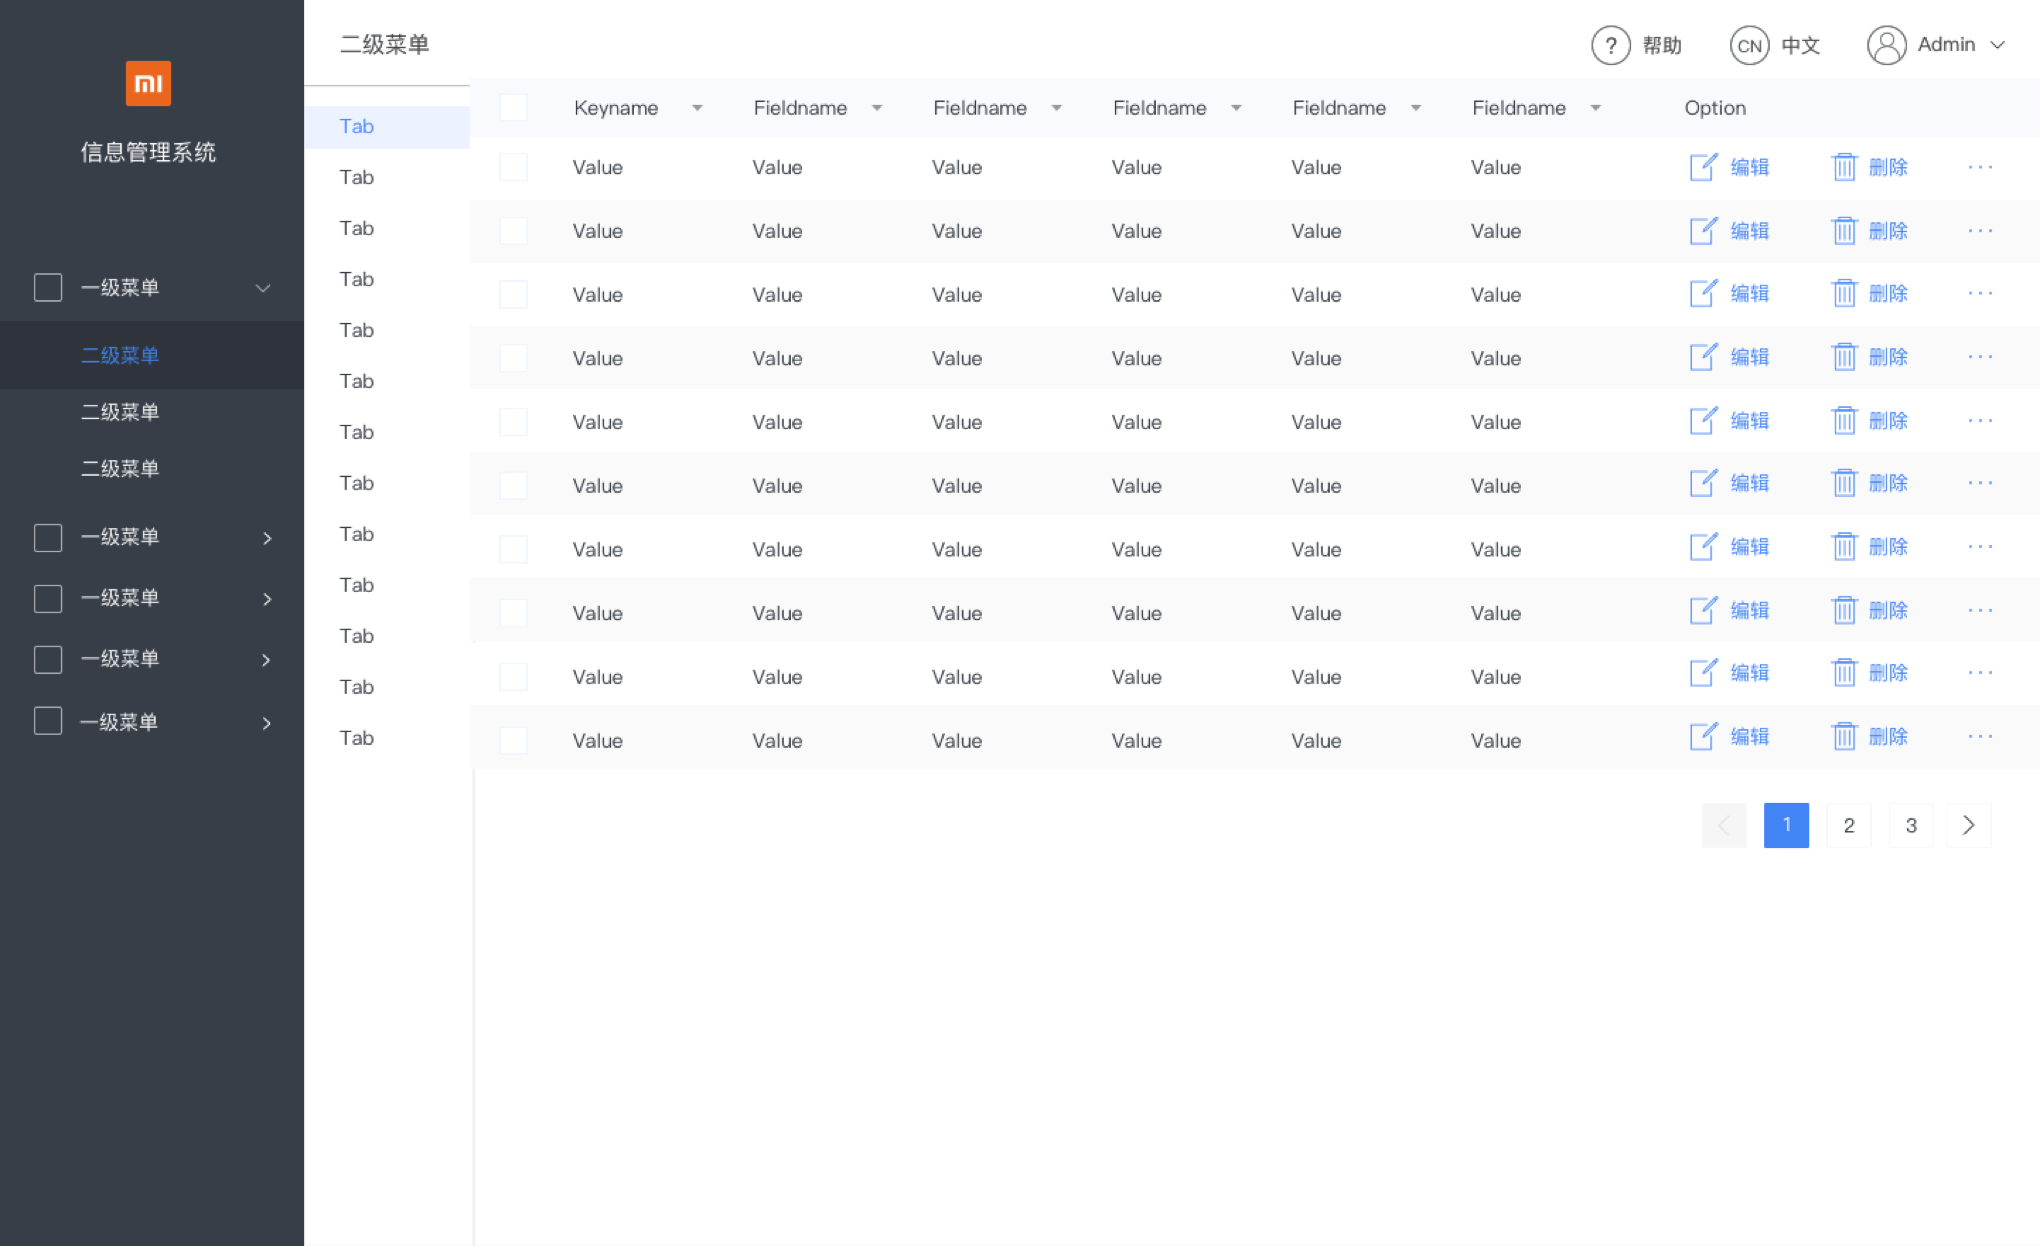 mi
信息管理系统
一级菜单
二级菜单
二级菜单
二级菜单
一级菜单
一级菜单
一级菜单
一级菜单
二级菜单
? 帮助 CN 中文 Admin
Tab
Tab
Tab
Tab
Tab
Tab
Tab
Tab
Tab
Tab
Tab
Tab
Tab
Keyname Fieldname Fieldname Fieldname Fieldname Fieldname Option
Value Value Value Value Value Value 编辑 删除 ···
Value Value Value Value Value Value 编辑 删除 ···
Value Value Value Value Value Value 编辑 删除 ···
Value Value Value Value Value Value 编辑 删除 ···
Value Value Value Value Value Value 编辑 删除 ···
Value Value Value Value Value Value 编辑 删除 ···
Value Value Value Value Value Value 编辑 删除 ···
Value Value Value Value Value Value 编辑 删除 ···
Value Value Value Value Value Value 编辑 删除 ···
Value Value Value Value Value Value 编辑 删除 ···
1 2 3